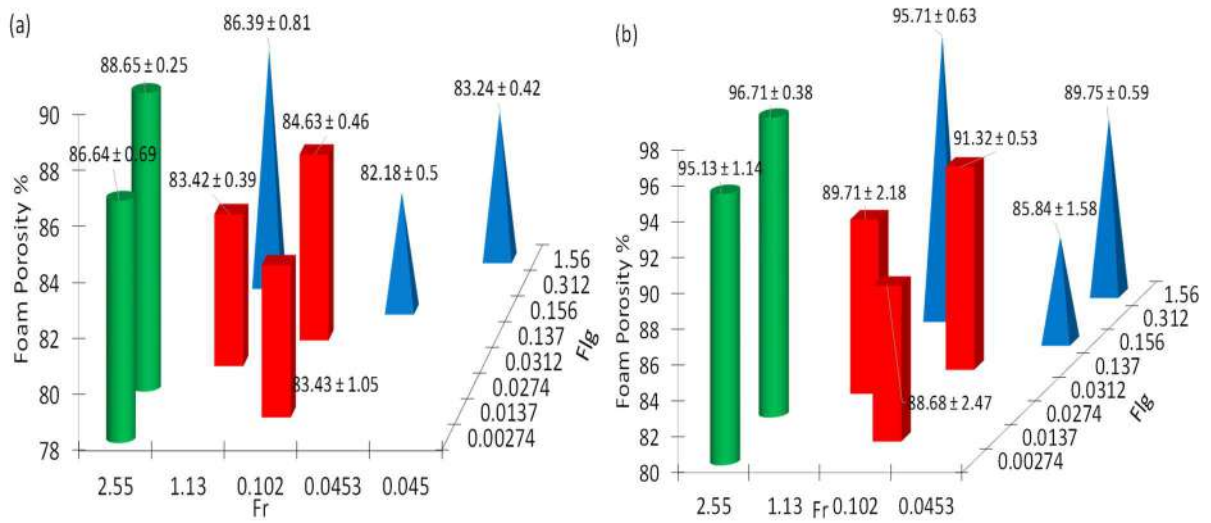 (a)
86.39 ± 0.81
88.65 ± 0.25
83.24 ± 0.42
90
84.63 ± 0.46
86.64 ± 0.69
88
83.42 ± 0.39
82.18 ± 0.5
86
84
82
80
78
Foam Porosity %
83.43 ± 1.05
1.56
0.312
0.156
0.137
0.0312
0.0274
0.0137
0.00274
Flg
2.55 1.13 0.102 0.0453 0.045
Fr
(b)
95.71 ± 0.63
96.71 ± 0.38
89.75 ± 0.59
91.32 ± 0.53
98
95.13 ± 1.14
96
89.71 ± 2.18
94
85.84 ± 1.58
92
90
88
86
84
82
80
Foam Porosity %
88.68 ± 2.47
1.56
0.312
0.156
0.137
0.0312
0.0274
0.0137
0.00274
Flg
2.55 1.13 Fr 0.102 0.0453